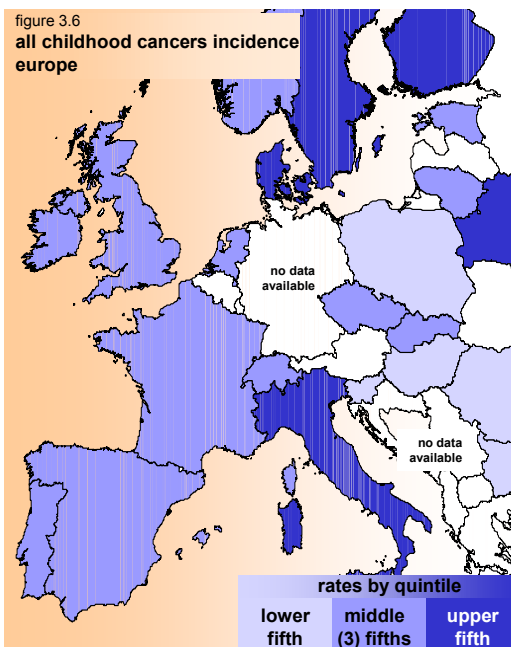 figure 3.6
all childhood cancers incidence
europe
no data
available
no data
available
rates by quintile
lower
fifth
middle
(3) fifths
upper
fifth